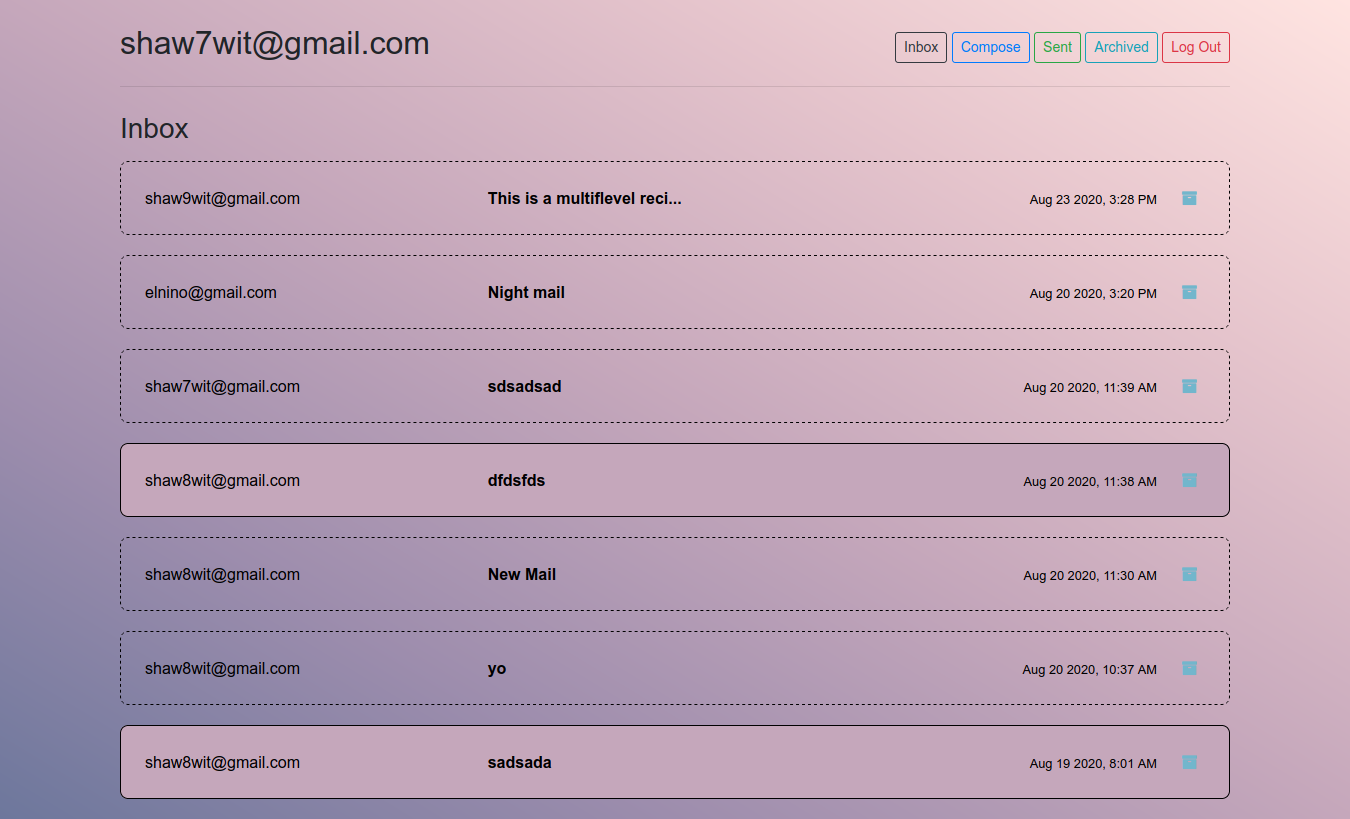 shaw7wit@gmail.com Inbox Compose Sent Archived Log Out
Inbox
shaw9wit@gmail.com This is a multiflevel reci... Aug 23 2020, 3:28 PM
elnino@gmail.com Night mail Aug 20 2020, 3:20 PM
shaw7wit@gmail.com sdsadsad Aug 20 2020, 11:39 AM
shaw8wit@gmail.com dfdsfds Aug 20 2020, 11:38 AM
shaw8wit@gmail.com New Mail Aug 20 2020, 11:30 AM
shaw8wit@gmail.com yo Aug 20 2020, 10:37 AM
shaw8wit@gmail.com sadsada Aug 19 2020, 8:01 AM